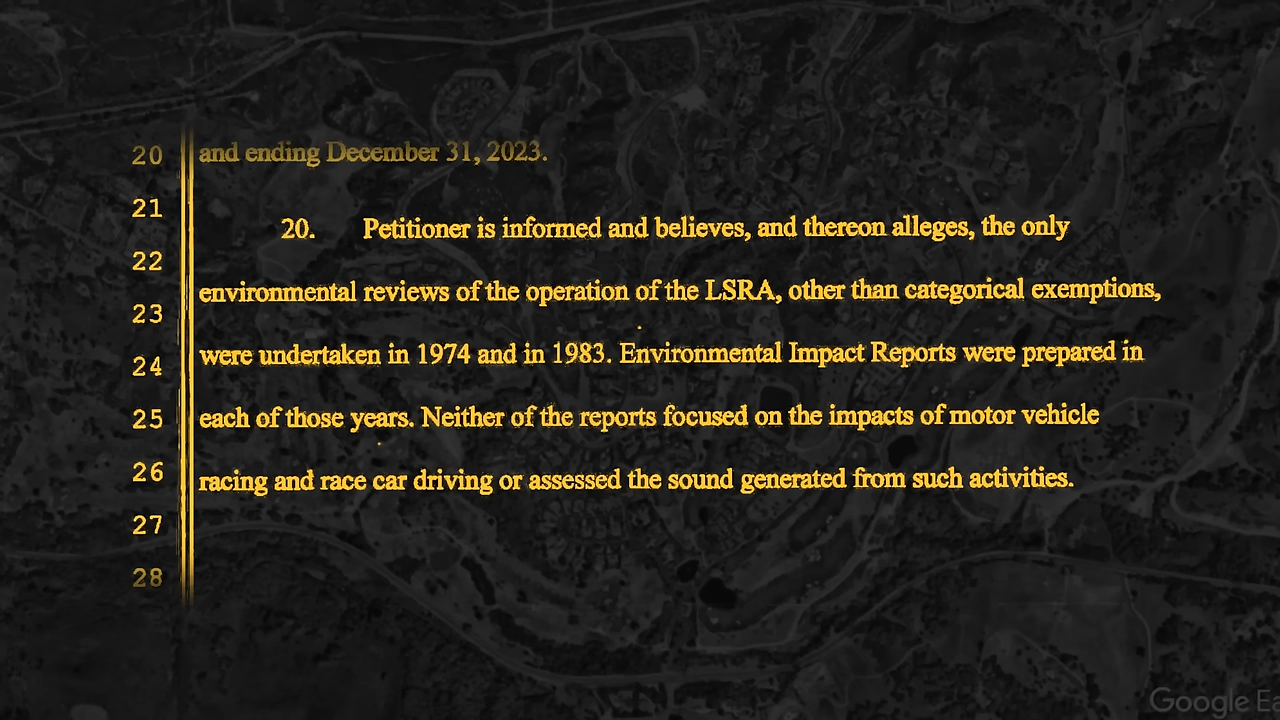 20 and ending December 31, 2023.
21
20. Petitioner is informed and believes, and thereon alleges, the only
22
environmental reviews of the operation of the LSRA, other than categorical exemptions,
23
were undertaken in 1974 and in 1983. Environmental Impact Reports were prepared in
24
each of those years. Neither of the reports focused on the impacts of motor vehicle
25
26
racing and race car driving or assessed the sound generated from such activities.
27
28
Google